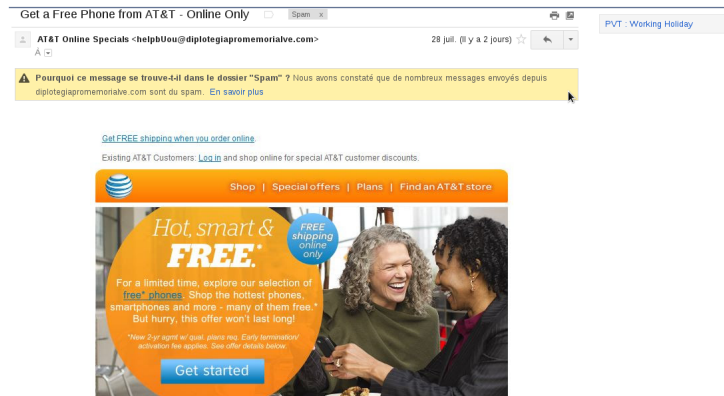 Get a Free Phone from AT&T - Online Only
Spam x
PVT : Working Holiday
AT&T Online Specials <helpbUou@diplotegiapromemorialve.com>
28 juil. (Il y a 2 jours)
À
Pourquoi ce message se trouve-t-il dans le dossier "Spam" ? Nous avons constaté que de nombreux messages envoyés depuis
diplotegiapromemorialve.com sont du spam. En savoir plus
Get FREE shipping when you order online.
Existing AT&T Customers: Log in and shop online for special AT&T customer discounts.
Shop | Special offers | Plans | Find an AT&T store
Hot, smart &
FREE.*
FREE
shipping
online
only
For a limited time, explore our selection of
free* phones. Shop the hottest phones,
smartphones and more - many of them free.*
But hurry, this offer won't last long!
*New 2-yr agmt w/ qual. plans req. Early termination/
activation fee applies. See offer details below.
Get started